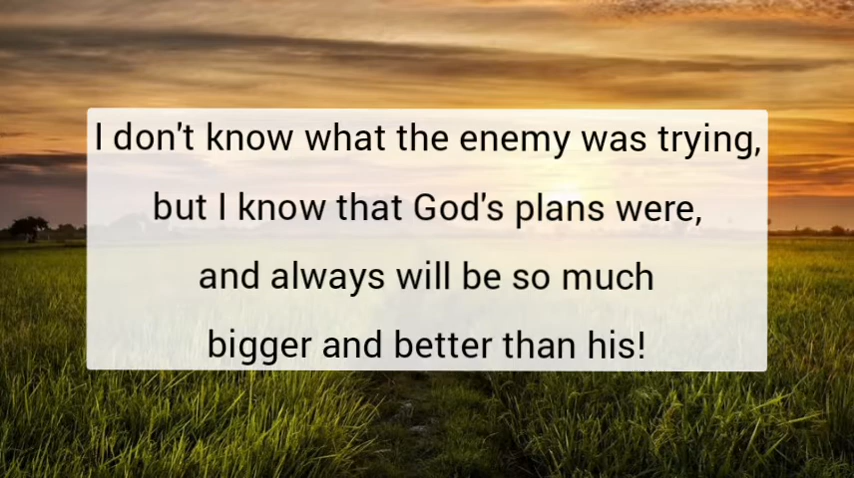 I don't know what the enemy was trying,
but I know that God's plans were,
and always will be so much
bigger and better than his!